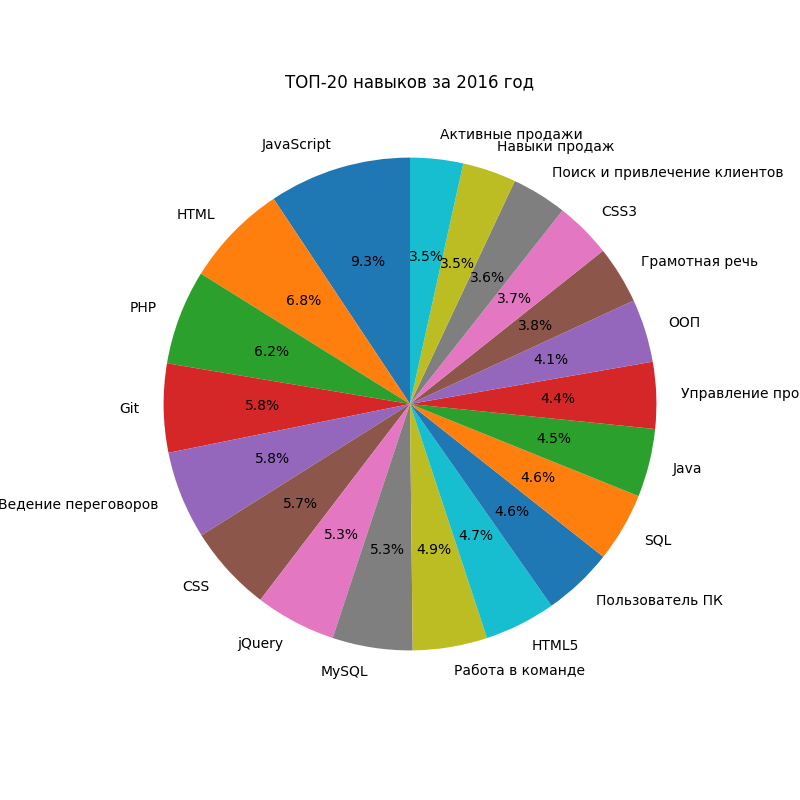 ТОП-20 навыков за 2016 год
JavaScript
9.3%
HTML
6.8%
PHP
6.2%
Git
5.8%
Ведение переговоров
5.8%
CSS
5.7%
jQuery
5.3%
MySQL
5.3%
Работа в команде
4.9%
HTML5
4.7%
Пользователь ПК
4.6%
SQL
4.6%
Java
4.5%
Управление про
4.4%
ООП
4.1%
Грамотная речь
3.8%
CSS3
3.7%
Поиск и привлечение клиентов
3.6%
Навыки продаж
3.5%
Активные продажи
3.5%